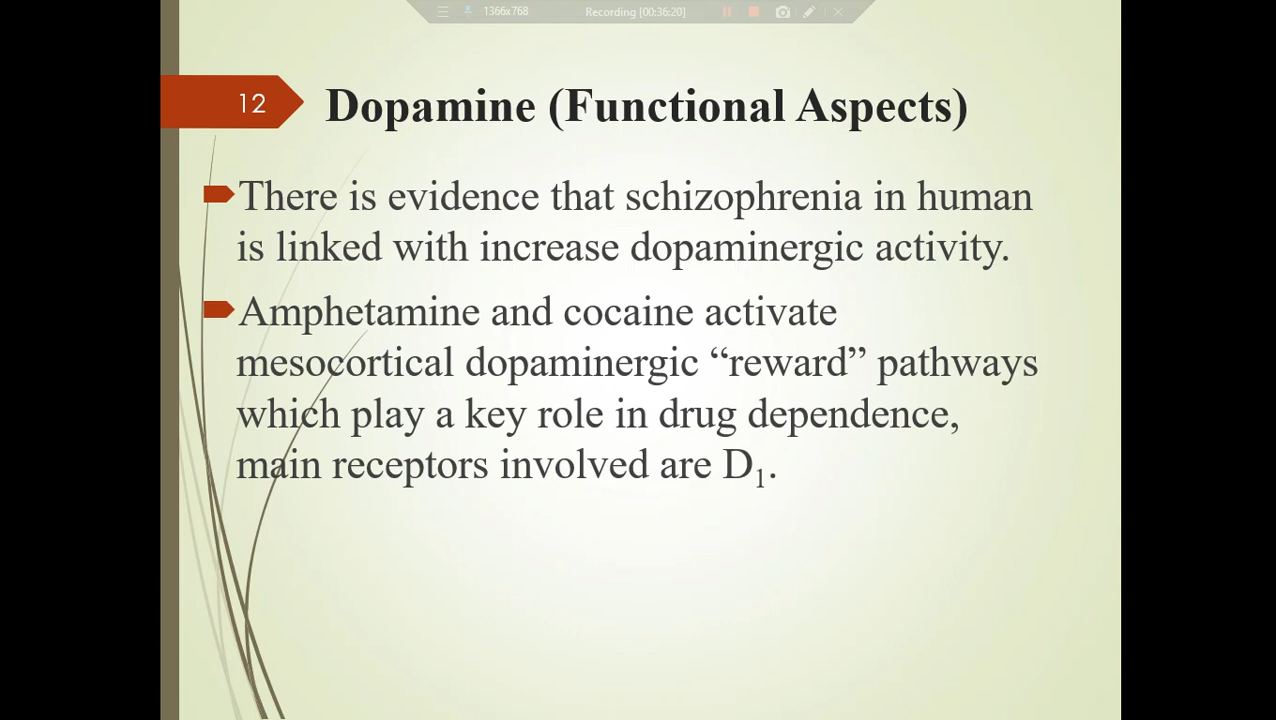 1366x768 Recording [00:36:20]
12
Dopamine (Functional Aspects)
There is evidence that schizophrenia in human
is linked with increase dopaminergic activity.
Amphetamine and cocaine activate
mesocortical dopaminergic “reward” pathways
which play a key role in drug dependence,
main receptors involved are D₁.